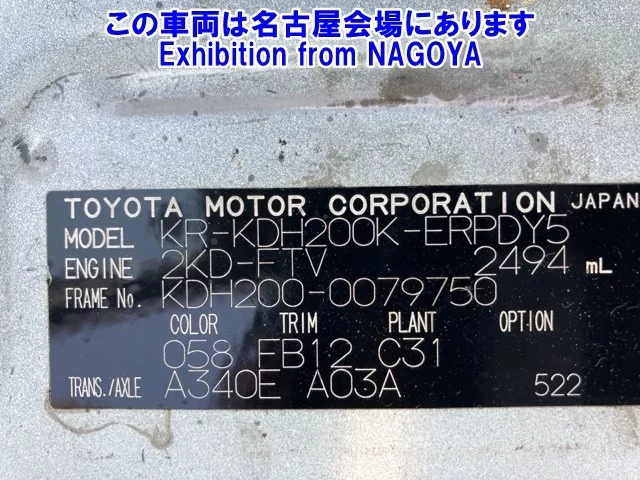 この車両は名古屋会場にあります
Exhibition from NAGOYA
TOYOTA MOTOR CORPORATION JAPAN
MODEL KR-KDH200K-ERPDY5
ENGINE 2KD-FTV 2494 mL
FRAME No. KDH200-0079750
COLOR TRIM PLANT OPTION
058 FB12 C31
TRANS./AXLE A340E A03A 522